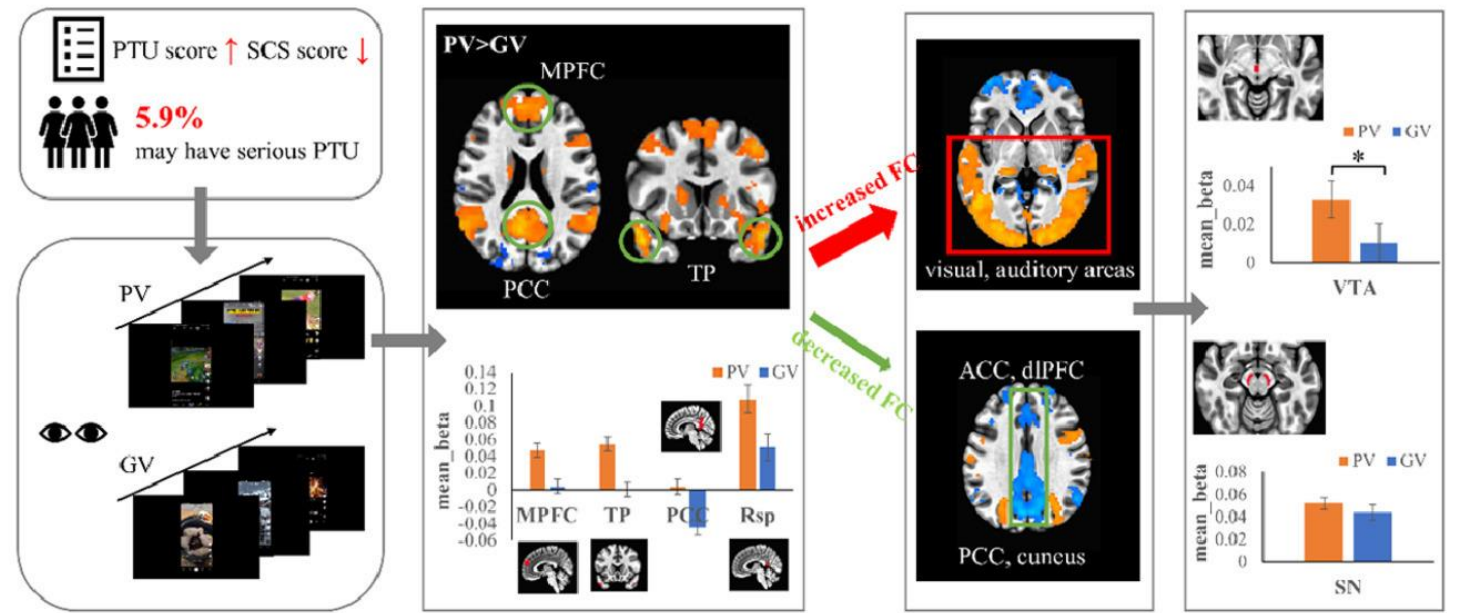 PTU score ↑ SCS score ↓
5.9%
may have serious PTU
PV
GV
PV>GV
MPFC
PCC
TP
mean_beta
PV GV
0.14
0.12
0.1
0.08
0.06
0.04
0.02
0
-0.02
-0.04
-0.06
MPFC TP PCC Rsp
increased FC
decreased FC
visual, auditory areas
ACC, dlPFC
PCC, cuncus
PV GV
*
mean_beta
0.04
0.02
0
VTA
PV GV
mean_beta
0.08
0.06
0.04
0.02
0
SN